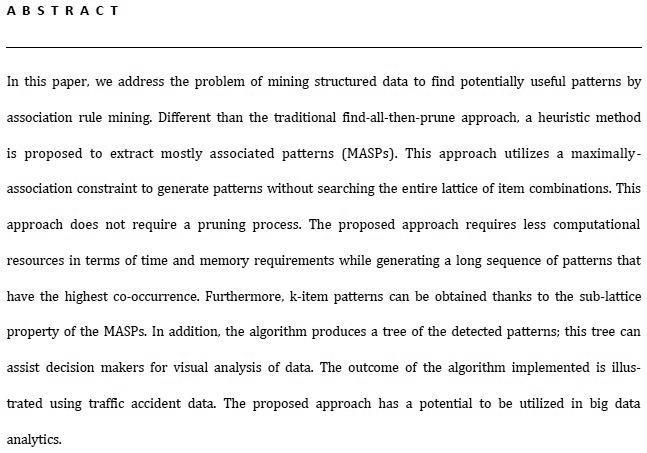 ABSTRACT
In this paper, we address the problem of mining structured data to find potentially useful patterns by
association rule mining. Different than the traditional find-all-then-prune approach, a heuristic method
is proposed to extract mostly associated patterns (MASPs). This approach utilizes a maximally-
association constraint to generate patterns without searching the entire lattice of item combinations. This
approach does not require a pruning process. The proposed approach requires less computational
resources in terms of time and memory requirements while generating a long sequence of patterns that
have the highest co-occurrence. Furthermore, k-item patterns can be obtained thanks to the sub-lattice
property of the MASPs. In addition, the algorithm produces a tree of the detected patterns; this tree can
assist decision makers for visual analysis of data. The outcome of the algorithm implemented is illus-
trated using traffic accident data. The proposed approach has a potential to be utilized in big data
analytics.